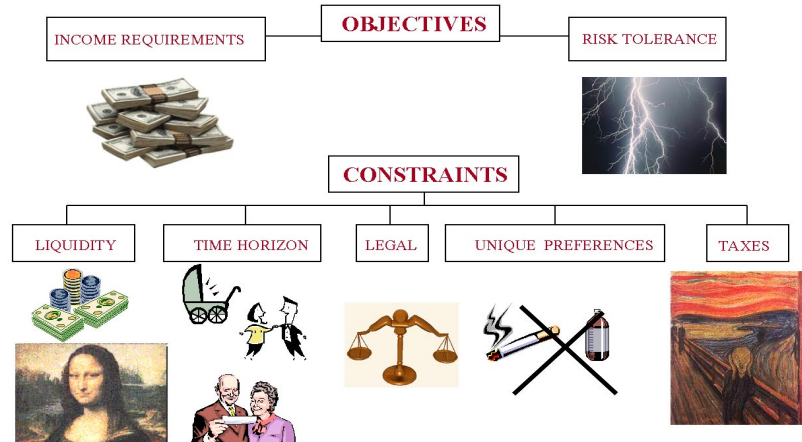 OBJECTIVES
INCOME REQUIREMENTS
RISK TOLERANCE
CONSTRAINTS
LIQUIDITY
TIME HORIZON
LEGAL
UNIQUE PREFERENCES
TAXES